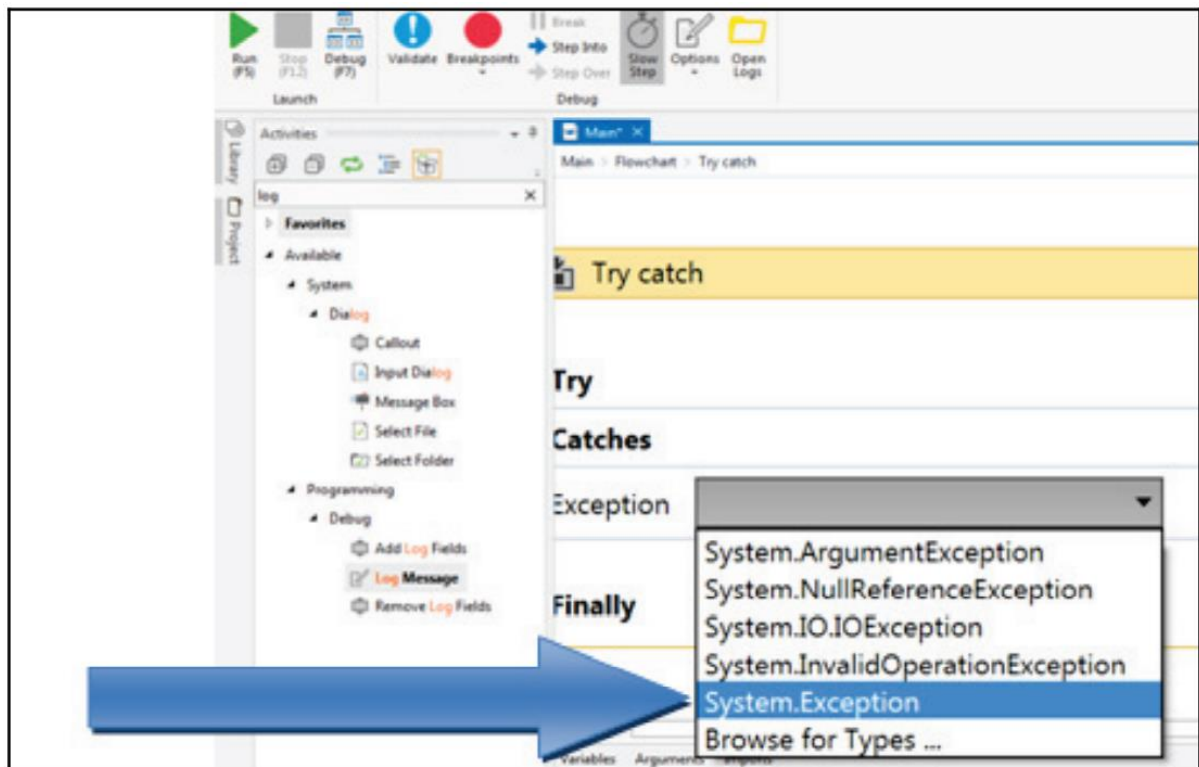 Run
(F5)
Stop
(F12)
Debug
(F7)
Validate
Breakpoints
Break
Step Into
Step Over
Slow
Step
Options
Open
Logs
Launch
Debug
Library
Project
Activities
log
Favorites
Available
System
Dialog
Callout
Input Dialog
Message Box
Select File
Select Folder
Programming
Debug
Add Log Fields
Log Message
Remove Log Fields
Main* X
Main > Flowchart > Try catch
Try catch
Try
Catches
Exception
System.ArgumentException
System.NullReferenceException
System.IO.IOException
System.InvalidOperationException
System.Exception
Browse for Types ...
Finally
Variables Arguments Imports